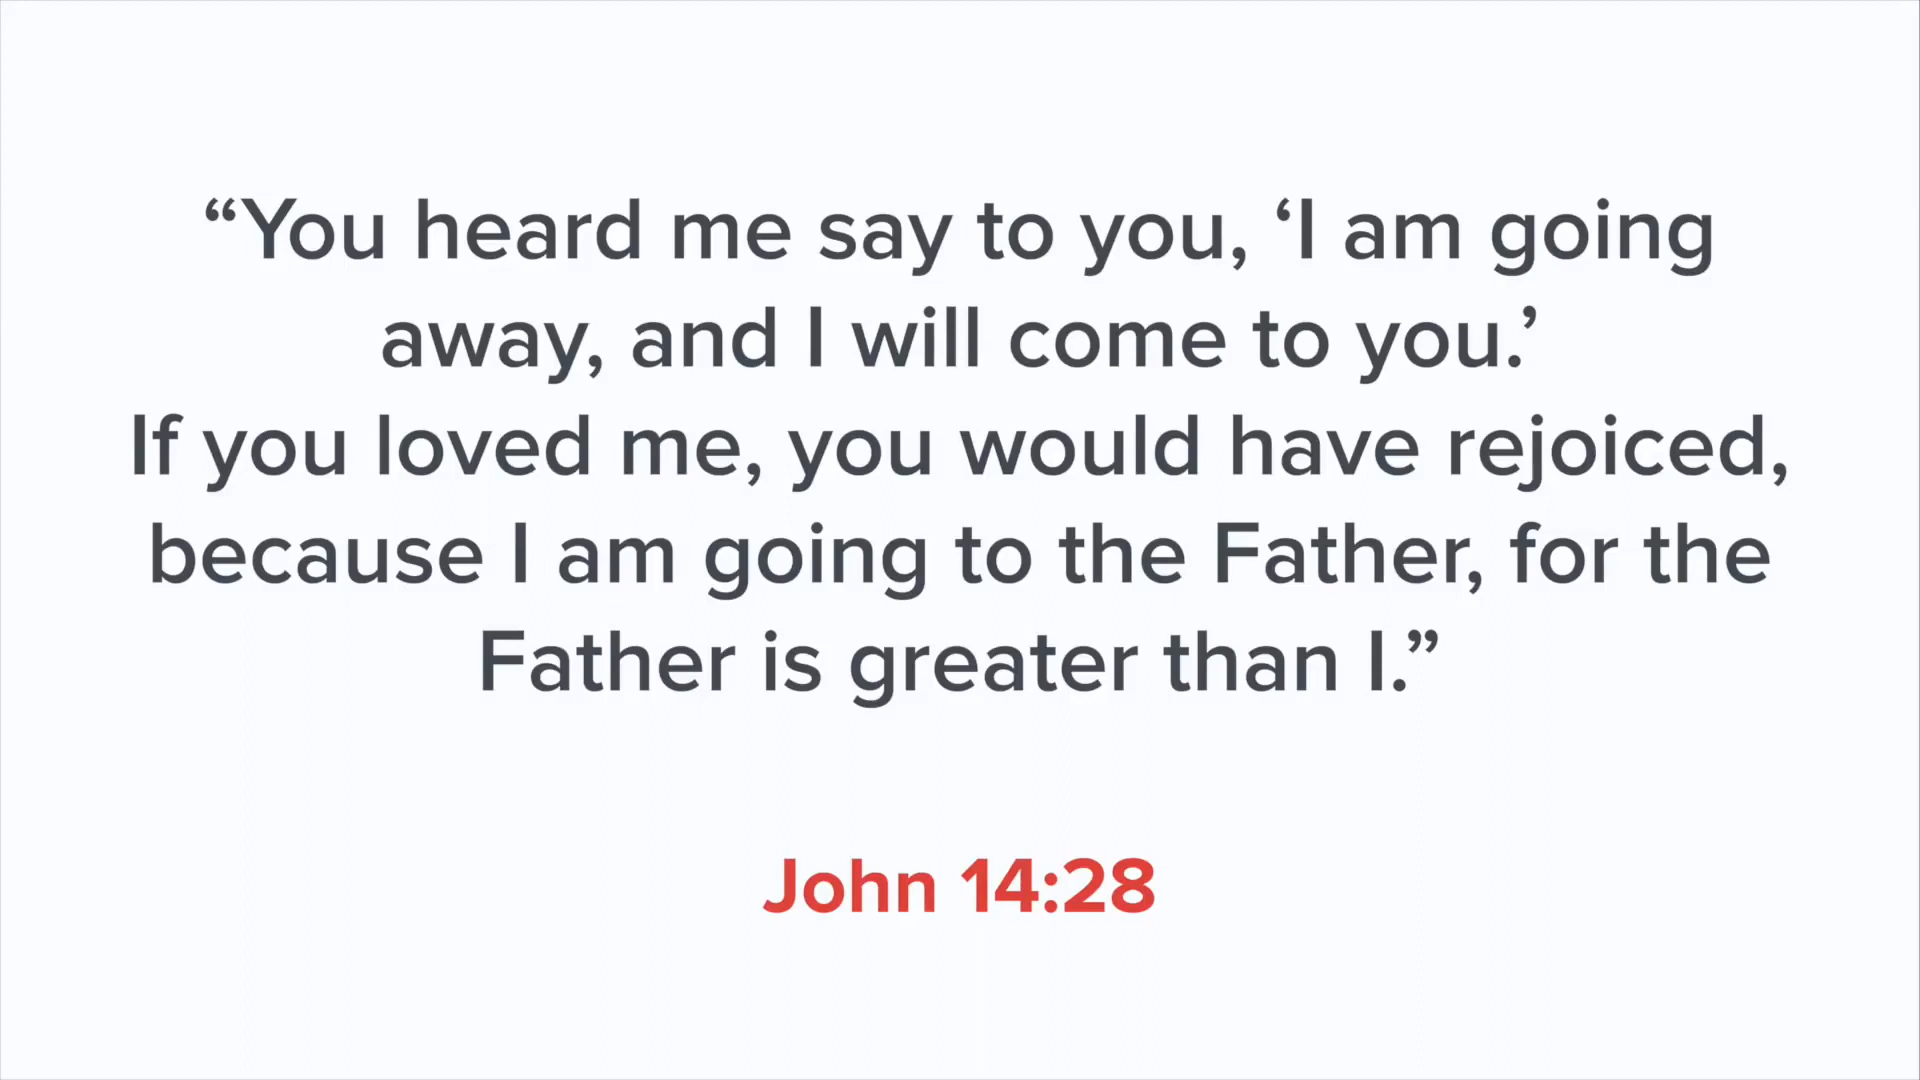 “You heard me say to you, ‘I am going
away, and I will come to you.’
If you loved me, you would have rejoiced,
because I am going to the Father, for the
Father is greater than I.”
John 14:28